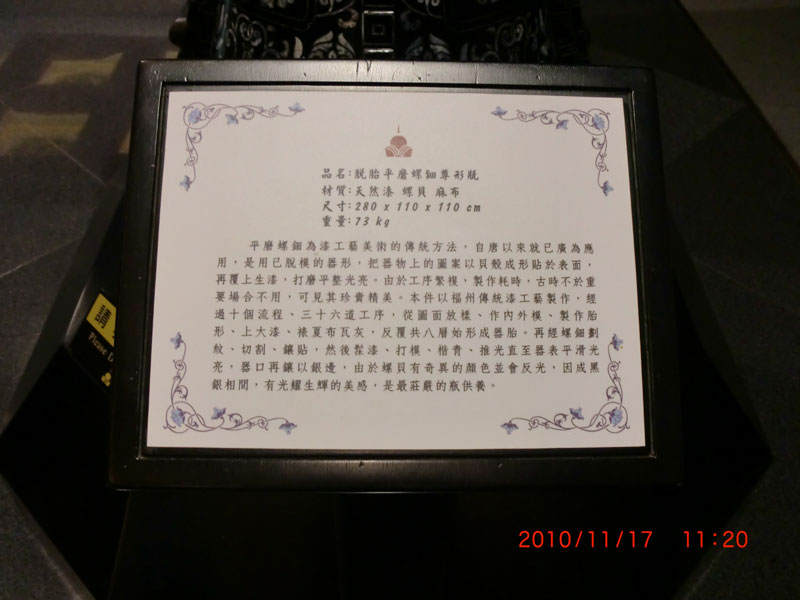 品名:脫胎平磨螺鈿尊形瓶
材質:天然漆 螺貝 麻布
尺寸:280 x 110 x 110 cm
重量:73 kg
平磨螺鈿為漆工藝美術的傳統方法，自唐以來就已廣為應
用，是用已脫模的器形，把器物上的圖案以貝殼成形貼於表面，
再覆上生漆，打磨平整光亮。由於工序繁複，製作耗時，古時不於重
要場合不用，可見其珍貴精美。本件以福州傳統漆工藝製作，經
過十個流程、三十六道工序，從圖面放樣、作內外模、製作胎
形、上大漆、裱夏布瓦灰，反覆共八層始形成器胎。再經螺鈿劃
紋、切割、鑲貼，然後髹漆、打模、楷青、推光直至器表平滑光
亮，器口再鑲以銀邊，由於螺貝有奇異的顏色並會反光，因成黑
銀相間，有光耀生輝的美感，是最莊嚴的瓶供養。
Please
2010/11/17 11:20